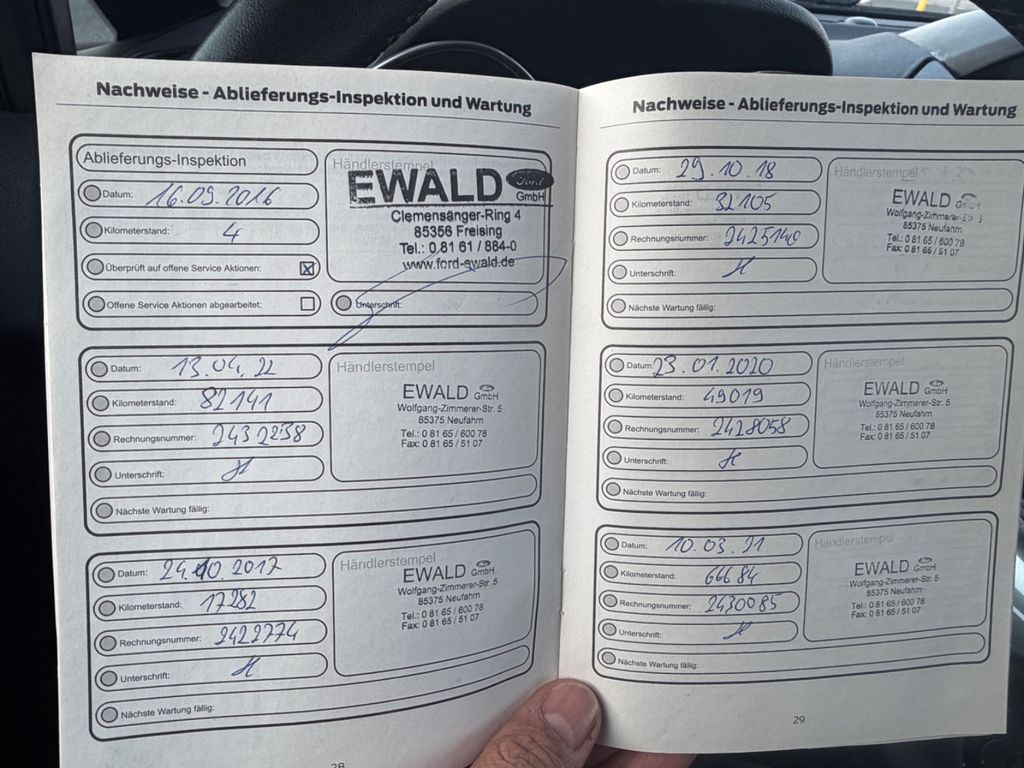 Nachweise - Ablieferungs-Inspektion und Wartung
Ablieferungs-Inspektion
Datum: 16.09.2016
Kilometerstand: 4
Überprüft auf offene Service Aktionen: X
Offene Service Aktionen abgearbeitet:
Händlerstempel
EWALD Ford GmbH
Clemensänger-Ring 4
85356 Freising
Tel.: 0 81 61 / 884-0
www.ford-ewald.de
Unterschrift:
Datum: 13.04.22
Kilometerstand: 82141
Rechnungsnummer: 2432238
Unterschrift:
Nächste Wartung fällig:
Händlerstempel
EWALD GmbH
Wolfgang-Zimmerer-Str. 5
85375 Neufahrn
Tel.: 0 81 65 / 600 78
Fax: 0 81 65 / 51 07
Datum: 24.10.2017
Kilometerstand: 17282
Rechnungsnummer: 2422774
Unterschrift:
Nächste Wartung fällig:
Händlerstempel
EWALD GmbH
Wolfgang-Zimmerer-Str. 5
85375 Neufahrn
Tel.: 0 81 65 / 600 78
Fax: 0 81 65 / 51 07
28
Nachweise - Ablieferungs-Inspektion und Wartung
Datum: 29.10.18
Kilometerstand: 32105
Rechnungsnummer: 2425140
Unterschrift:
Nächste Wartung fällig:
Händlerstempel
EWALD
Wolfgang-Zimmerer-Str. 5
85375 Neufahrn
Tel.: 0 81 65 / 600 78
Fax: 0 81 65 / 51 07
Datum: 23.01.2020
Kilometerstand: 49019
Rechnungsnummer: 2428058
Unterschrift:
Nächste Wartung fällig:
Händlerstempel
EWALD GmbH
Wolfgang-Zimmerer-Str. 5
85375 Neufahrn
Tel.: 0 81 65 / 600 78
Fax: 0 81 65 / 51 07
Datum: 10.03.21
Kilometerstand: 66684
Rechnungsnummer: 2430085
Unterschrift:
Nächste Wartung fällig:
Händlerstempel
EWALD GmbH
Wolfgang-Zimmerer-Str. 5
85375 Neufahrn
Tel.: 0 81 65 / 600 78
Fax: 0 81 65 / 51 07
29